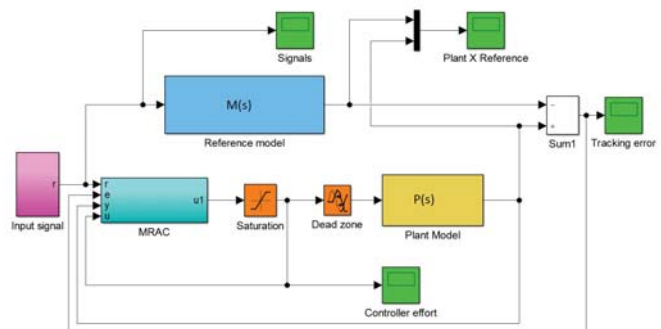 Signals
Plant X Reference
M(s)
Reference model
−
+
Sum1
Tracking error
r
Input signal
r
e
y
u
u1
MRAC
Saturation
Dead zone
P(s)
Plant Model
Controller effort